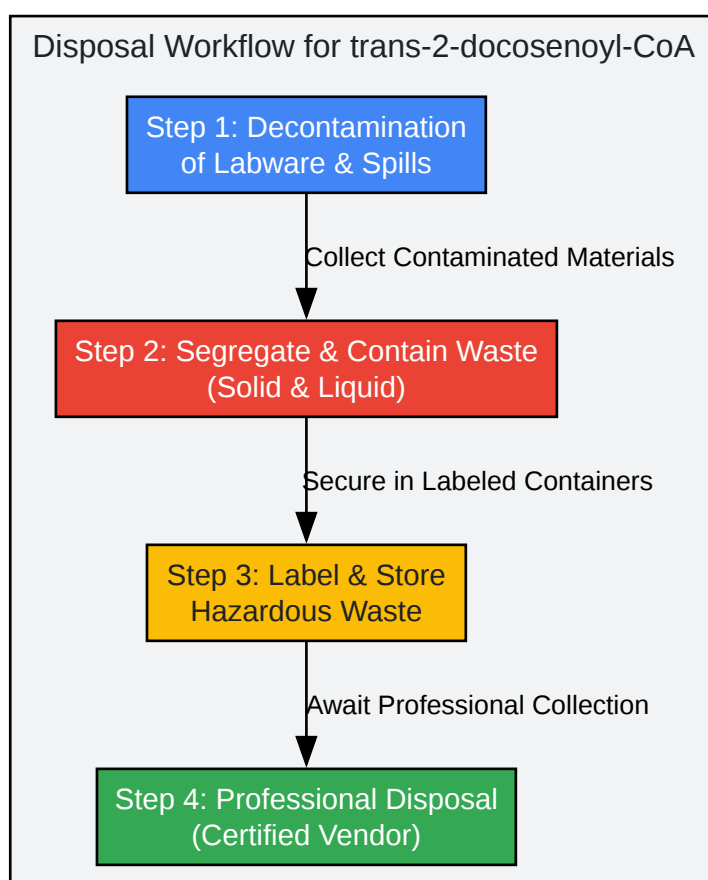 Disposal Workflow for trans-2-docosenoyl-CoA
Step 1: Decontamination
of Labware & Spills
Collect Contaminated Materials
Step 2: Segregate & Contain Waste
(Solid & Liquid)
Secure in Labeled Containers
Step 3: Label & Store
Hazardous Waste
Await Professional Collection
Step 4: Professional Disposal
(Certified Vendor)